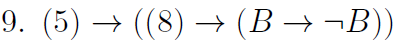 9. (5) → ((8) → (B → ¬B))